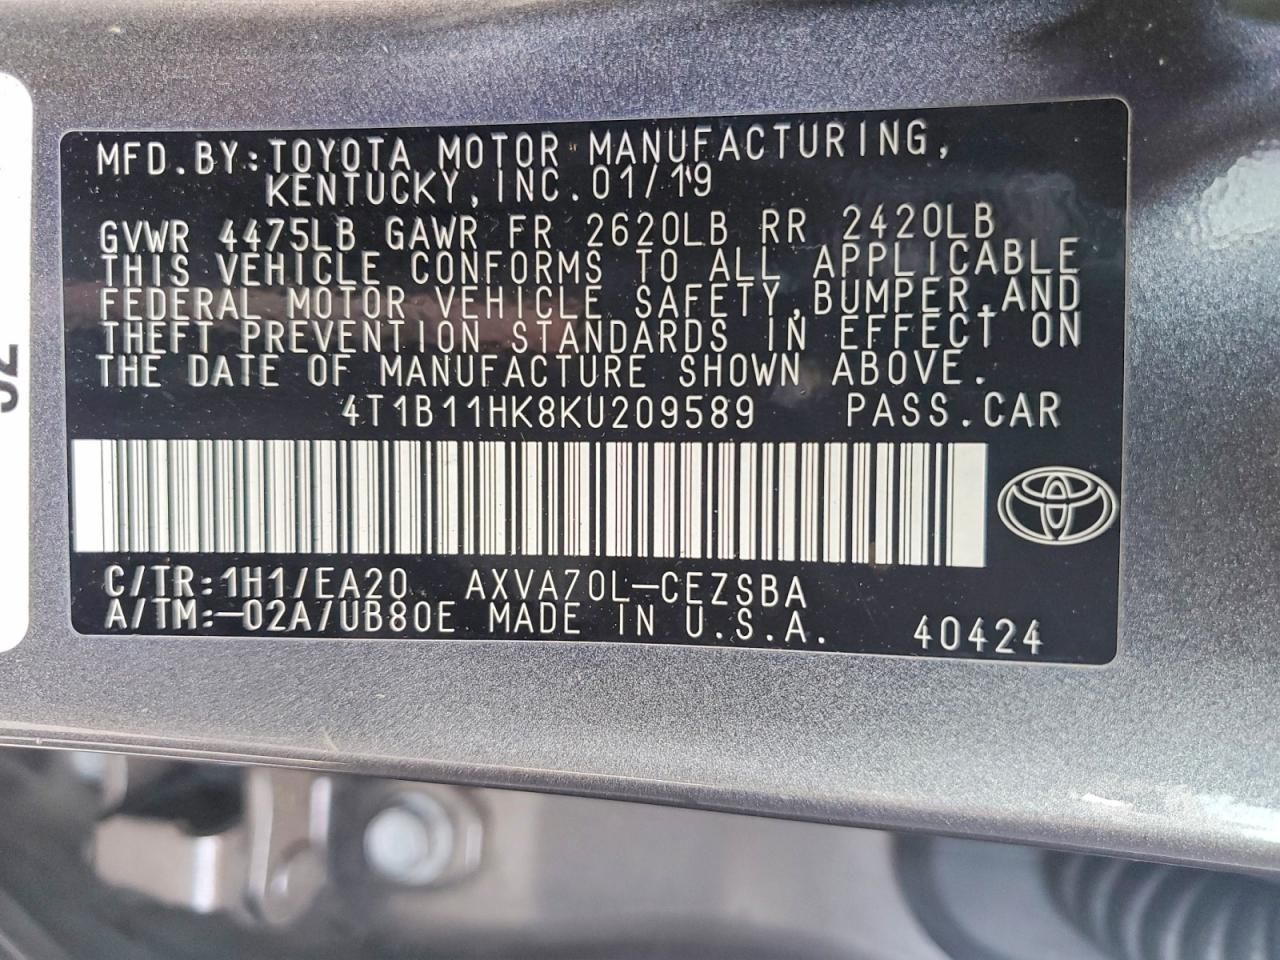 MFD.BY:TOYOTA MOTOR MANUFACTURING,
KENTUCKY,INC.01/19
GVWR 4475LB GAWR FR 2620LB RR 2420LB
THIS VEHICLE CONFORMS TO ALL APPLICABLE
FEDERAL MOTOR VEHICLE SAFETY,BUMPER,AND
THEFT PREVENTION STANDARDS IN EFFECT ON
THE DATE OF MANUFACTURE SHOWN ABOVE.
4T1B11HK8KU209589 PASS.CAR
C/TR:1H1/EA20 AXVA70L-CEZSBA
A/TM:-02A/UB80E MADE IN U.S.A. 40424